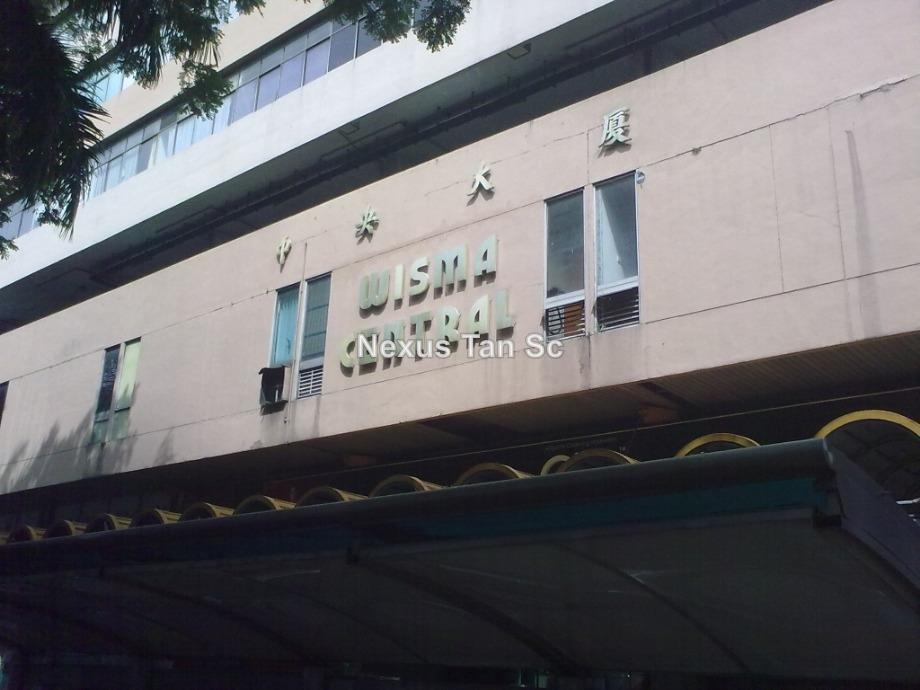 中央大厦
WISMA
CENTRAL
Nexus Tan Sc